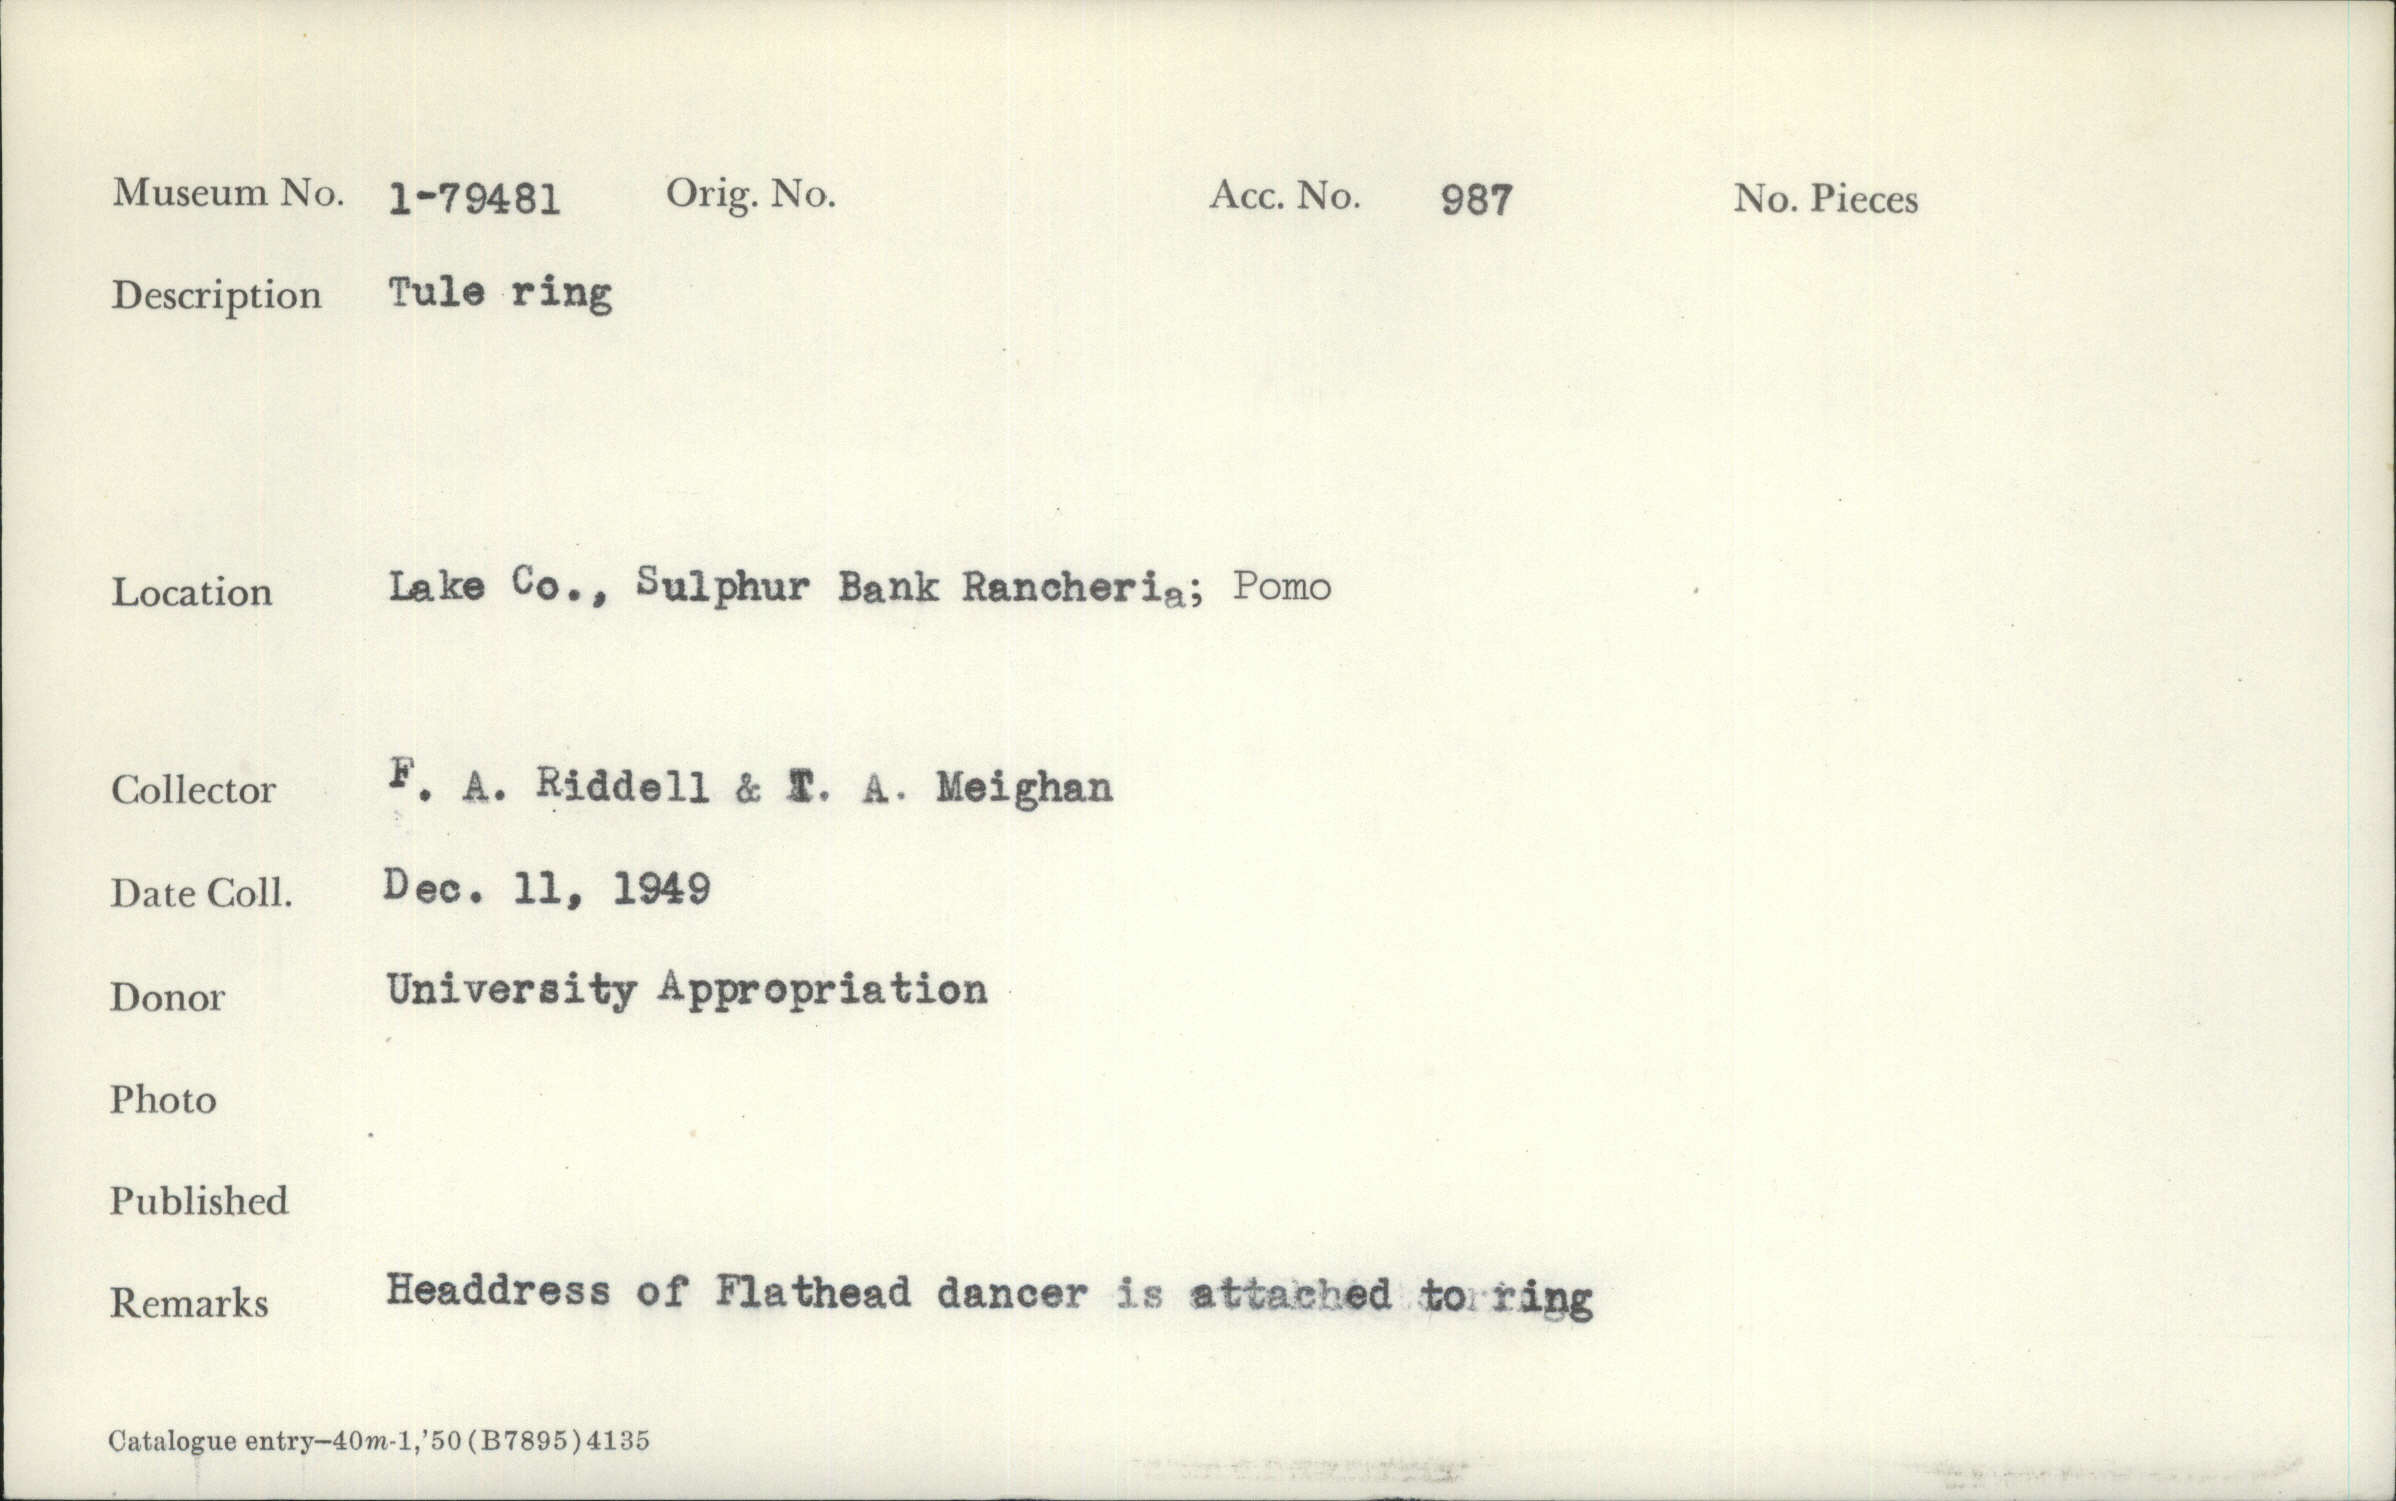 Museum No. 1-79481 Orig. No. Acc. No. 987 No. Pieces
Description Tule ring
Location Lake Co., Sulphur Bank Rancheria; Pomo
Collector F. A. Riddell & T. A. Meighan
Date Coll. Dec. 11, 1949
Donor University Appropriation
Photo
Published
Remarks Headdress of Flathead dancer is attached to ring
Catalogue entry—40m-1,'50 (B7895) 4135